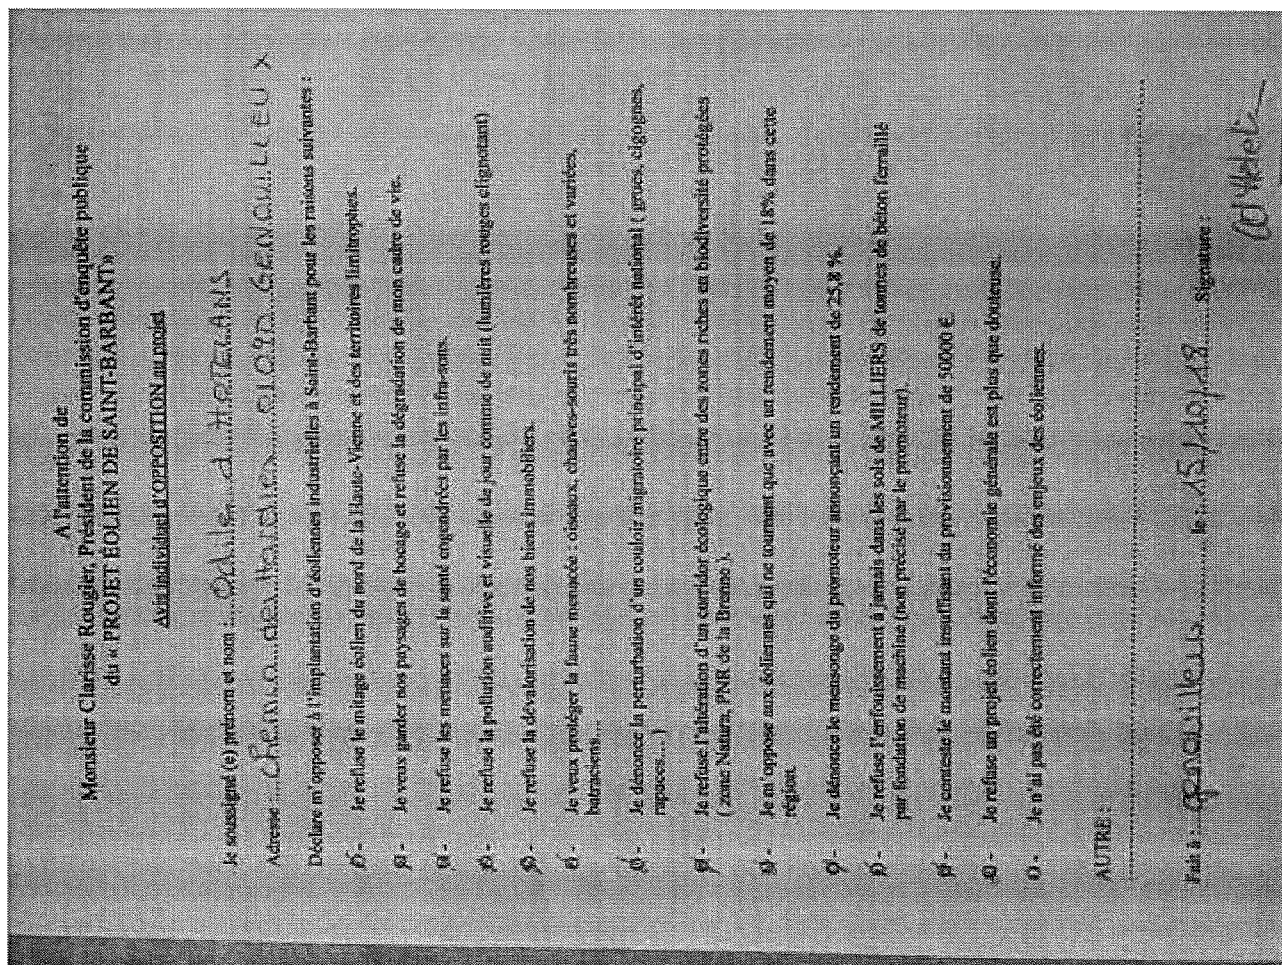 A l'attention de
Monsieur Clarisse Rougier, Président de la commission d'enquête publique
du « PROJET ÉOLIEN DE SAINT-BARBANT»
Avis individuel d'OPPOSITION au projet
Je soussigné (e) prénom et nom : Odile d'HATELANS
Adresse chemin des 01090 GENOUILLEUX
Déclare m'opposer à l'implantation d'éoliennes industrielles à Saint-Barbant pour les raisons suivantes :
O - Je refuse le mitage éolien du nord de la Haute-Vienne et des territoires limitrophes.
O - Je veux garder nos paysages de bocage et refuse la dégradation de mon cadre de vie.
O - Je refuse les menaces sur la santé engendrées par les infra-sons.
O - Je refuse la pollution auditive et visuelle de jour comme de nuit (lumières rouges clignotant)
O - Je refuse la dévalorisation de nos biens immobiliers.
O - Je veux protéger la faune menacée : oiseaux, chauves-souris très nombreuses et variées,
batraciens...
O - Je dénonce la perturbation d'un couloir migratoire principal d'intérêt national ( grues, cigognes,
rapaces....)
O - Je refuse l'altération d'un corridor écologique entre des zones riches en biodiversité protégées
( zone Natura, PNR de la Brenne ).
O - Je m'oppose aux éoliennes qui ne tournent que avec un rendement moyen de 18% dans cette
région.
O - Je dénonce le mensonge du promoteur annonçant un rendement de 25,8 %.
O - Je refuse l'enfouissement à jamais dans les sols de MILLIERS de tonnes de béton ferraillé
par fondation de machine (non précisé par le promoteur).
O - Je conteste le montant insuffisant du provisionnement de 50000 €.
O - Je refuse un projet éolien dont l'économie générale est plus que douteuse.
O - Je n'ai pas été correctement informé des enjeux des éoliennes.
AUTRE :
Fait à : Genouilleux le : 15/10/18 Signature :